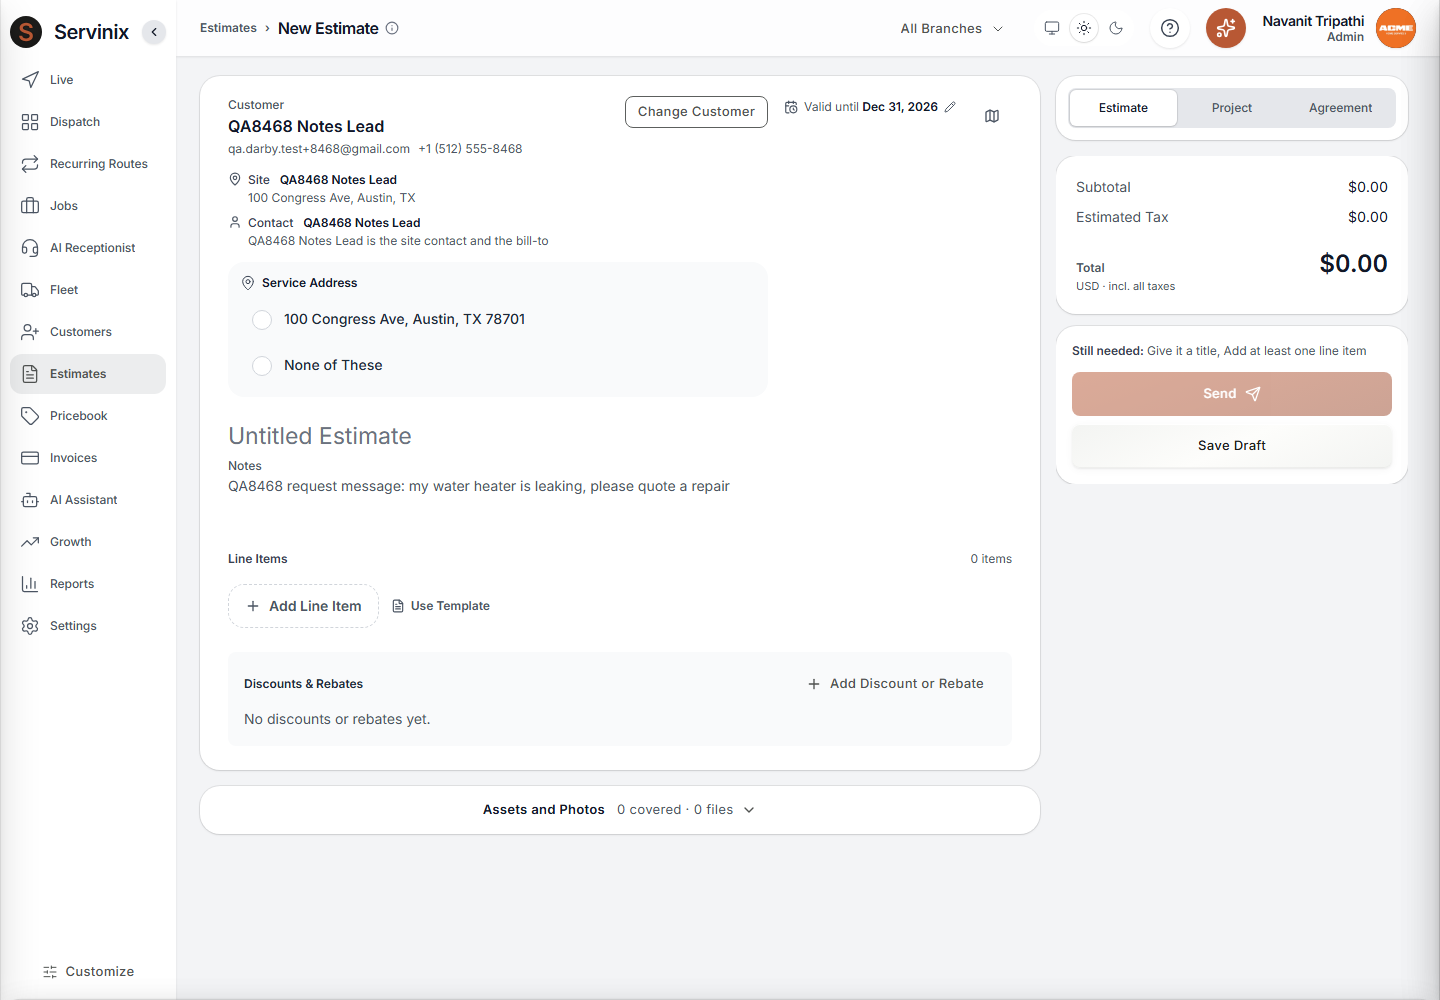 S Servinix
Live
Dispatch
Recurring Routes
Jobs
AI Receptionist
Fleet
Customers
Estimates
Pricebook
Invoices
AI Assistant
Growth
Reports
Settings
Customize
Estimates › New Estimate
All Branches
Navanit Tripathi
Admin
ACME
Customer
QA8468 Notes Lead
qa.darby.test+8468@gmail.com +1 (512) 555-8468
Change Customer
Valid until Dec 31, 2026
Site QA8468 Notes Lead
100 Congress Ave, Austin, TX
Contact QA8468 Notes Lead
QA8468 Notes Lead is the site contact and the bill-to
Service Address
100 Congress Ave, Austin, TX 78701
None of These
Untitled Estimate
Notes
QA8468 request message: my water heater is leaking, please quote a repair
Line Items 0 items
+ Add Line Item Use Template
Discounts & Rebates + Add Discount or Rebate
No discounts or rebates yet.
Assets and Photos 0 covered · 0 files
Estimate Project Agreement
Subtotal $0.00
Estimated Tax $0.00
Total $0.00
USD · incl. all taxes
Still needed: Give it a title, Add at least one line item
Send
Save Draft